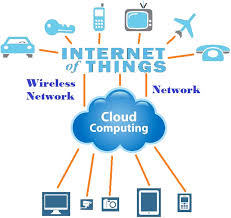 INTERNET
of THINGS
Wireless
Network
Network
Cloud
Computing